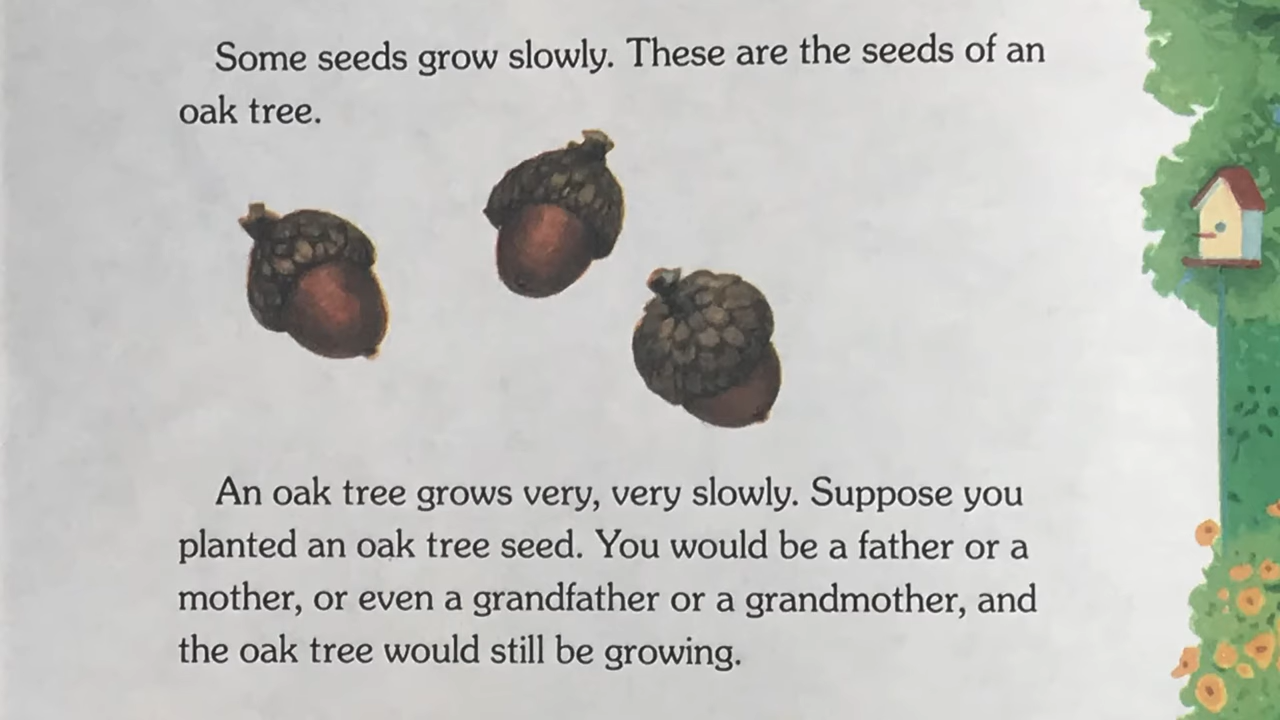 Some seeds grow slowly. These are the seeds of an
oak tree.
An oak tree grows very, very slowly. Suppose you
planted an oak tree seed. You would be a father or a
mother, or even a grandfather or a grandmother, and
the oak tree would still be growing.